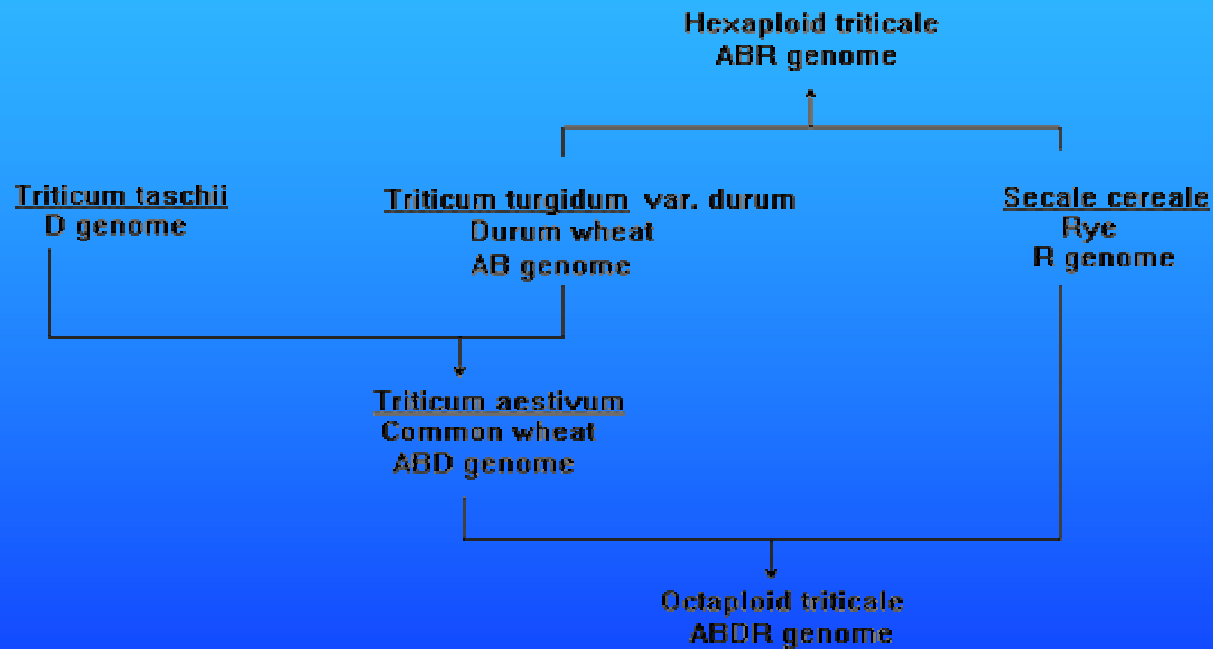 Hexaploid triticale
ABR genome
Triticum taschii
D genome
Triticum turgidum var. durum
Durum wheat
AB genome
Secale cereale
Rye
R genome
Triticum aestivum
Common wheat
ABD genome
Octaploid triticale
ABDR genome